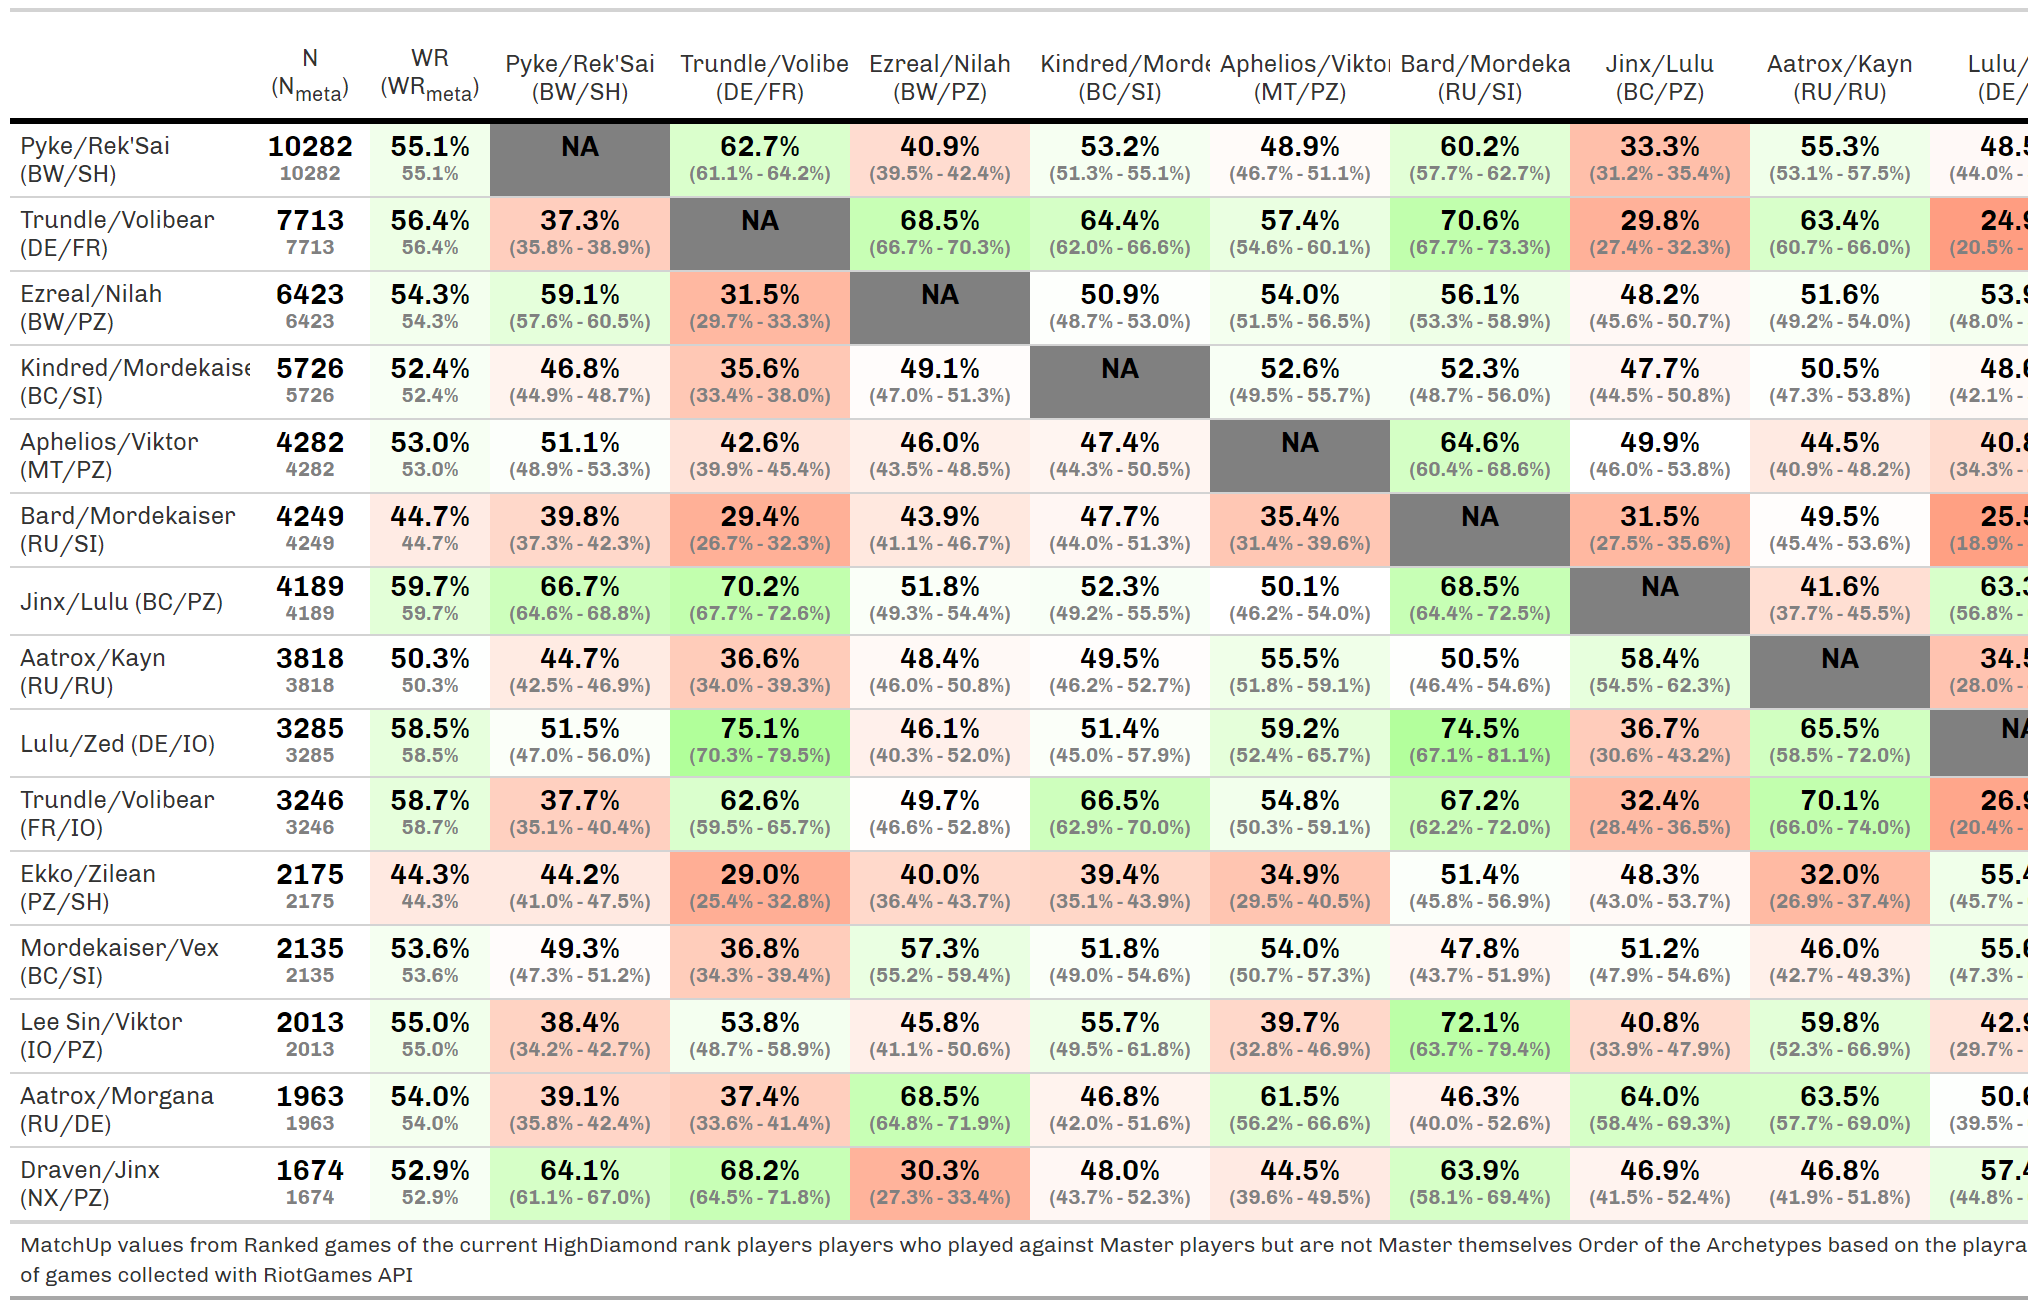 N WR Pyke/Rek'Sai Trundle/Volibe Ezreal/Nilah Kindred/Morde Aphelios/Viktor Bard/Mordeka Jinx/Lulu Aatrox/Kayn Lulu/
(Nmeta) (WRmeta) (BW/SH) (DE/FR) (BW/PZ) (BC/SI) (MT/PZ) (RU/SI) (BC/PZ) (RU/RU) (DE/
Pyke/Rek'Sai 10282 55.1% NA 62.7% 40.9% 53.2% 48.9% 60.2% 33.3% 55.3% 48.5
(BW/SH) 10282 55.1% (61.1% - 64.2%) (39.5% - 42.4%) (51.3% - 55.1%) (46.7% - 51.1%) (57.7% - 62.7%) (31.2% - 35.4%) (53.1% - 57.5%) (44.0% -
Trundle/Volibear 7713 56.4% 37.3% NA 68.5% 64.4% 57.4% 70.6% 29.8% 63.4% 24.9
(DE/FR) 7713 56.4% (35.8% - 38.9%) (66.7% - 70.3%) (62.0% - 66.6%) (54.6% - 60.1%) (67.7% - 73.3%) (27.4% - 32.3%) (60.7% - 66.0%) (20.5% -
Ezreal/Nilah 6423 54.3% 59.1% 31.5% NA 50.9% 54.0% 56.1% 48.2% 51.6% 53.9
(BW/PZ) 6423 54.3% (57.6% - 60.5%) (29.7% - 33.3%) (48.7% - 53.0%) (51.5% - 56.5%) (53.3% - 58.9%) (45.6% - 50.7%) (49.2% - 54.0%) (48.0% -
Kindred/Mordekaise 5726 52.4% 46.8% 35.6% 49.1% NA 52.6% 52.3% 47.7% 50.5% 48.6
(BC/SI) 5726 52.4% (44.9% - 48.7%) (33.4% - 38.0%) (47.0% - 51.3%) (49.5% - 55.7%) (48.7% - 56.0%) (44.5% - 50.8%) (47.3% - 53.8%) (42.1% -
Aphelios/Viktor 4282 53.0% 51.1% 42.6% 46.0% 47.4% NA 64.6% 49.9% 44.5% 40.8
(MT/PZ) 4282 53.0% (48.9% - 53.3%) (39.9% - 45.4%) (43.5% - 48.5%) (44.3% - 50.5%) (60.4% - 68.6%) (46.0% - 53.8%) (40.9% - 48.2%) (34.3% -
Bard/Mordekaiser 4249 44.7% 39.8% 29.4% 43.9% 47.7% 35.4% NA 31.5% 49.5% 25.5
(RU/SI) 4249 44.7% (37.3% - 42.3%) (26.7% - 32.3%) (41.1% - 46.7%) (44.0% - 51.3%) (31.4% - 39.6%) (27.5% - 35.6%) (45.4% - 53.6%) (18.9% -
Jinx/Lulu (BC/PZ) 4189 59.7% 66.7% 70.2% 51.8% 52.3% 50.1% 68.5% NA 41.6% 63.3
4189 59.7% (64.6% - 68.8%) (67.7% - 72.6%) (49.3% - 54.4%) (49.2% - 55.5%) (46.2% - 54.0%) (64.4% - 72.5%) (37.7% - 45.5%) (56.8% -
Aatrox/Kayn 3818 50.3% 44.7% 36.6% 48.4% 49.5% 55.5% 50.5% 58.4% NA 34.5
(RU/RU) 3818 50.3% (42.5% - 46.9%) (34.0% - 39.3%) (46.0% - 50.8%) (46.2% - 52.7%) (51.8% - 59.1%) (46.4% - 54.6%) (54.5% - 62.3%) (28.0% -
Lulu/Zed (DE/IO) 3285 58.5% 51.5% 75.1% 46.1% 51.4% 59.2% 74.5% 36.7% 65.5% NA
3285 58.5% (47.0% - 56.0%) (70.3% - 79.5%) (40.3% - 52.0%) (45.0% - 57.9%) (52.4% - 65.7%) (67.1% - 81.1%) (30.6% - 43.2%) (58.5% - 72.0%)
Trundle/Volibear 3246 58.7% 37.7% 62.6% 49.7% 66.5% 54.8% 67.2% 32.4% 70.1% 26.9
(FR/IO) 3246 58.7% (35.1% - 40.4%) (59.5% - 65.7%) (46.6% - 52.8%) (62.9% - 70.0%) (50.3% - 59.1%) (62.2% - 72.0%) (28.4% - 36.5%) (66.0% - 74.0%) (20.4% -
Ekko/Zilean 2175 44.3% 44.2% 29.0% 40.0% 39.4% 34.9% 51.4% 48.3% 32.0% 55.4
(PZ/SH) 2175 44.3% (41.0% - 47.5%) (25.4% - 32.8%) (36.4% - 43.7%) (35.1% - 43.9%) (29.5% - 40.5%) (45.8% - 56.9%) (43.0% - 53.7%) (26.9% - 37.4%) (45.7% -
Mordekaiser/Vex 2135 53.6% 49.3% 36.8% 57.3% 51.8% 54.0% 47.8% 51.2% 46.0% 55.6
(BC/SI) 2135 53.6% (47.3% - 51.2%) (34.3% - 39.4%) (55.2% - 59.4%) (49.0% - 54.6%) (50.7% - 57.3%) (43.7% - 51.9%) (47.9% - 54.6%) (42.7% - 49.3%) (47.3% -
Lee Sin/Viktor 2013 55.0% 38.4% 53.8% 45.8% 55.7% 39.7% 72.1% 40.8% 59.8% 42.9
(IO/PZ) 2013 55.0% (34.2% - 42.7%) (48.7% - 58.9%) (41.1% - 50.6%) (49.5% - 61.8%) (32.8% - 46.9%) (63.7% - 79.4%) (33.9% - 47.9%) (52.3% - 66.9%) (29.7% -
Aatrox/Morgana 1963 54.0% 39.1% 37.4% 68.5% 46.8% 61.5% 46.3% 64.0% 63.5% 50.6
(RU/DE) 1963 54.0% (35.8% - 42.4%) (33.6% - 41.4%) (64.8% - 71.9%) (42.0% - 51.6%) (56.2% - 66.6%) (40.0% - 52.6%) (58.4% - 69.3%) (57.7% - 69.0%) (39.5% -
Draven/Jinx 1674 52.9% 64.1% 68.2% 30.3% 48.0% 44.5% 63.9% 46.9% 46.8% 57.4
(NX/PZ) 1674 52.9% (61.1% - 67.0%) (64.5% - 71.8%) (27.3% - 33.4%) (43.7% - 52.3%) (39.6% - 49.5%) (58.1% - 69.4%) (41.5% - 52.4%) (41.9% - 51.8%) (44.8% -
MatchUp values from Ranked games of the current HighDiamond rank players players who played against Master players but are not Master themselves Order of the Archetypes based on the playra
of games collected with RiotGames API